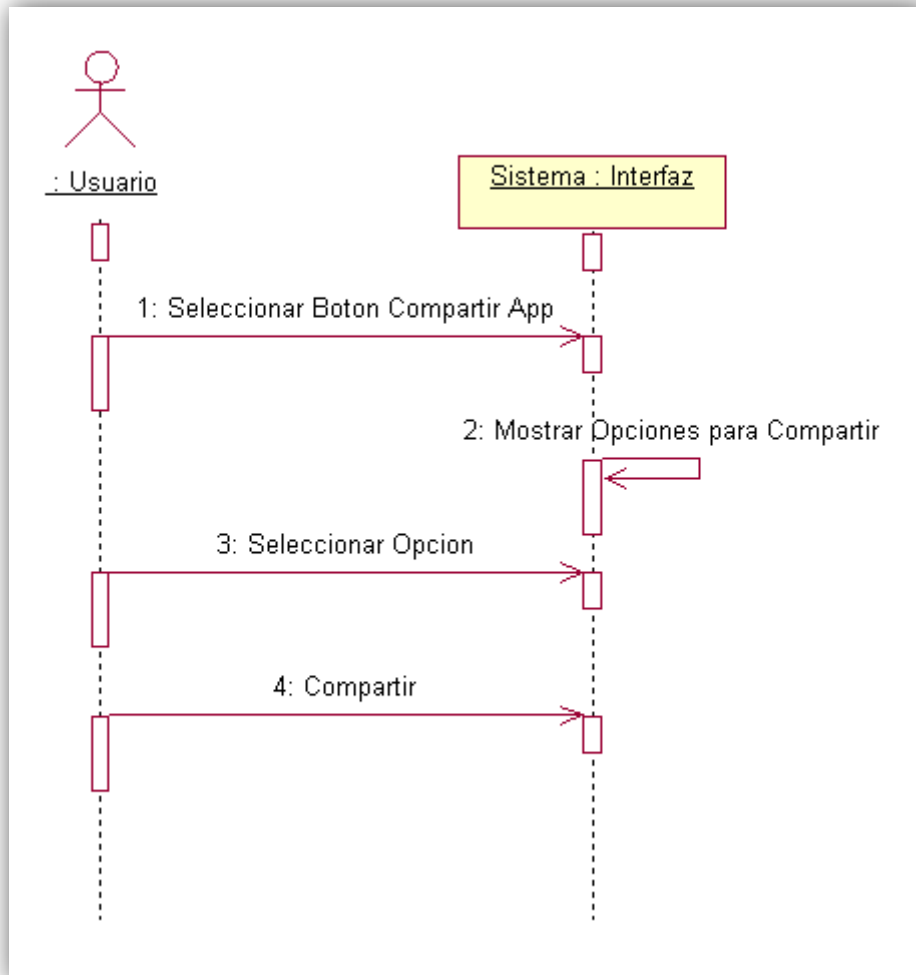 : Usuario
Sistema : Interfaz
1: Seleccionar Boton Compartir App
2: Mostrar Opciones para Compartir
3: Seleccionar Opcion
4: Compartir